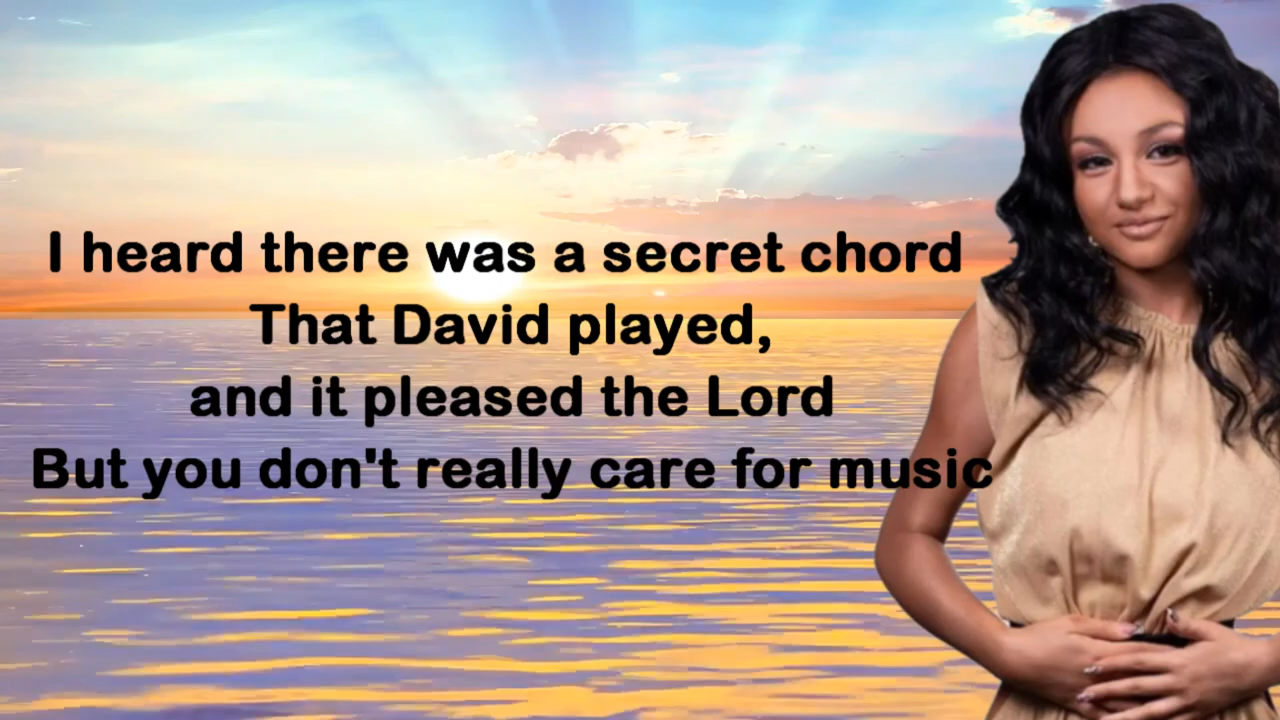 I heard there was a secret chord
That David played,
and it pleased the Lord
But you don't really care for music